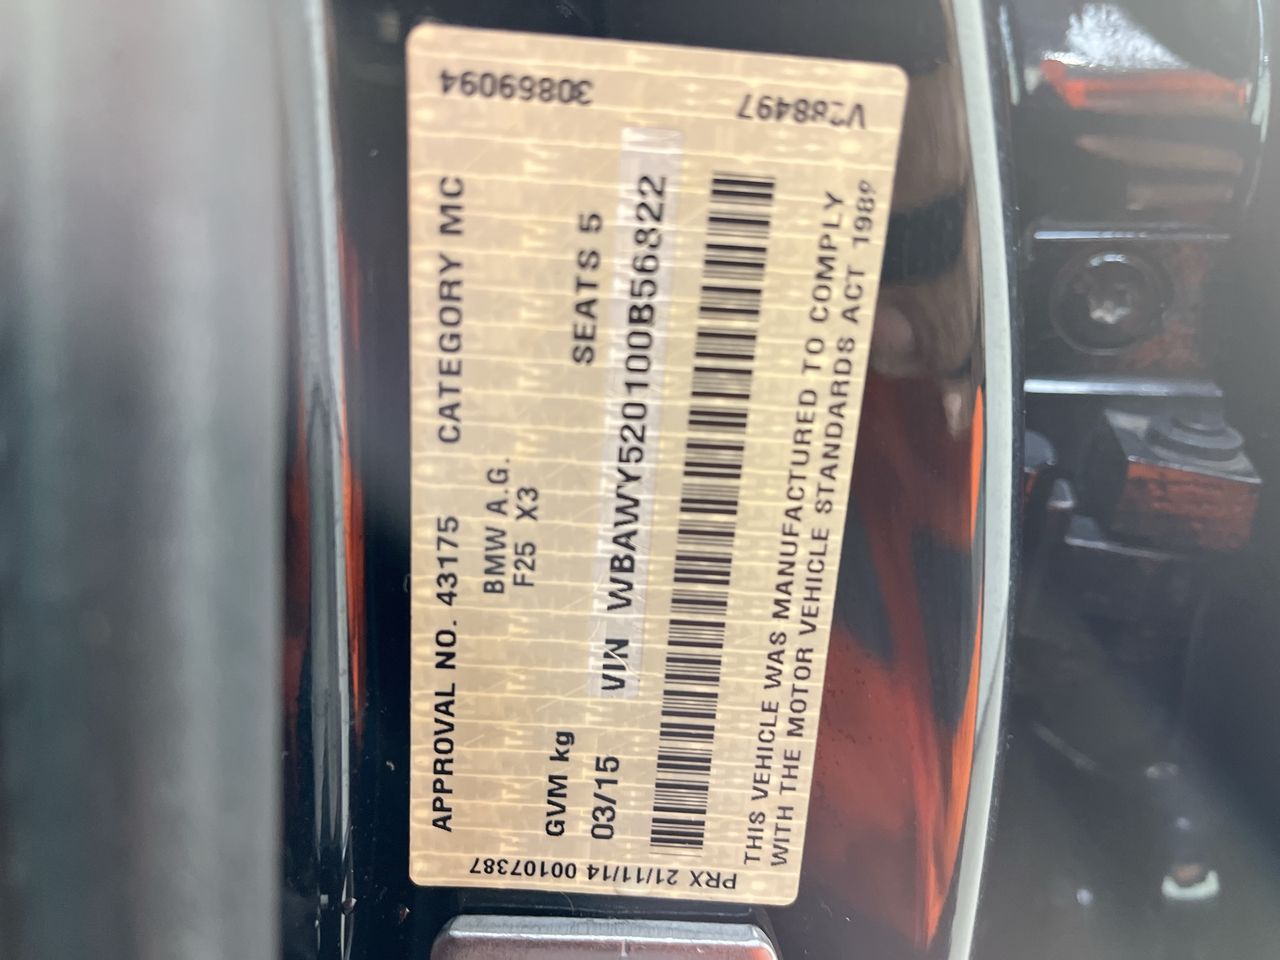 APPROVAL NO. 43175 CATEGORY MC
BMW A.G.
F25 X3
GVM kg SEATS 5
03/15 VIN WBAWY520100B56822
THIS VEHICLE WAS MANUFACTURED TO COMPLY
WITH THE MOTOR VEHICLE STANDARDS ACT 1989
30869094
V288497
PRX 21/11/14 00107387